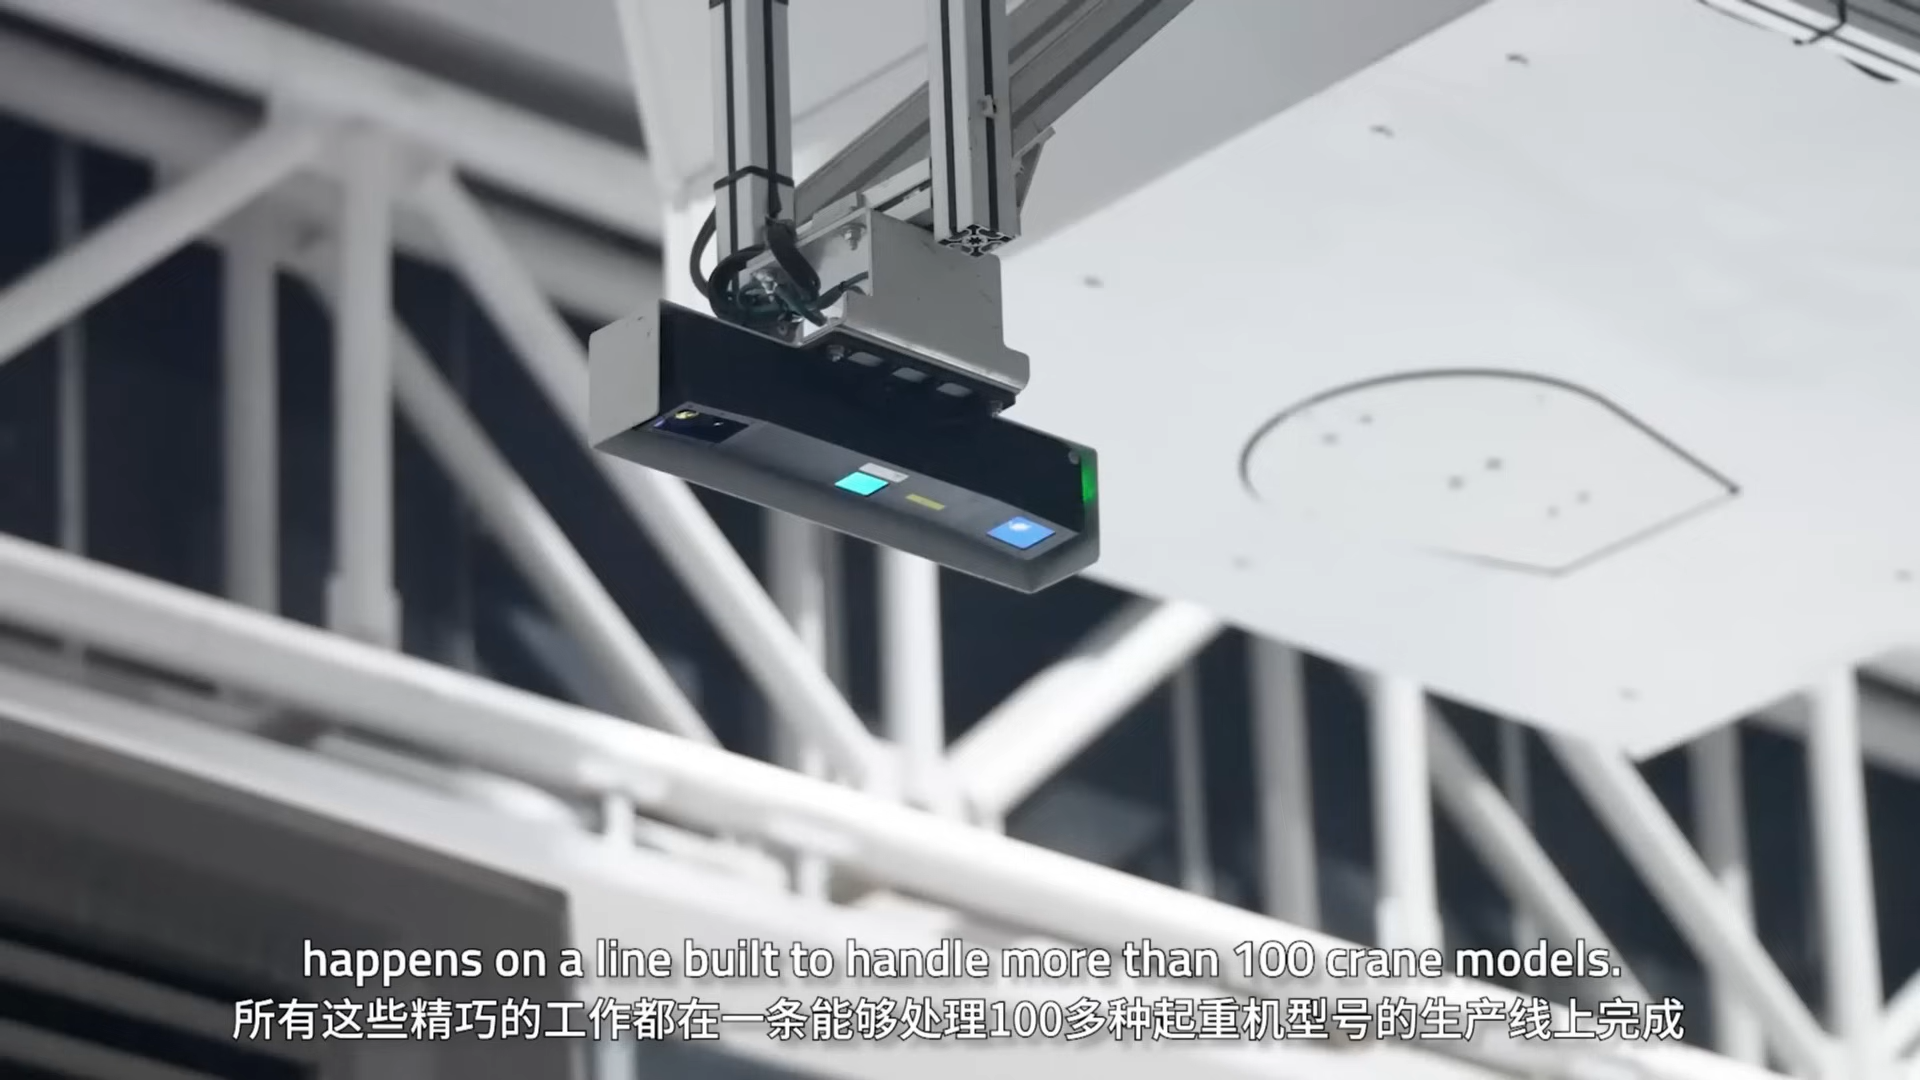 happens on a line built to handle more than 100 crane models.
所有这些精巧的工作都在一条能够处理100多种起重机型号的生产线上完成